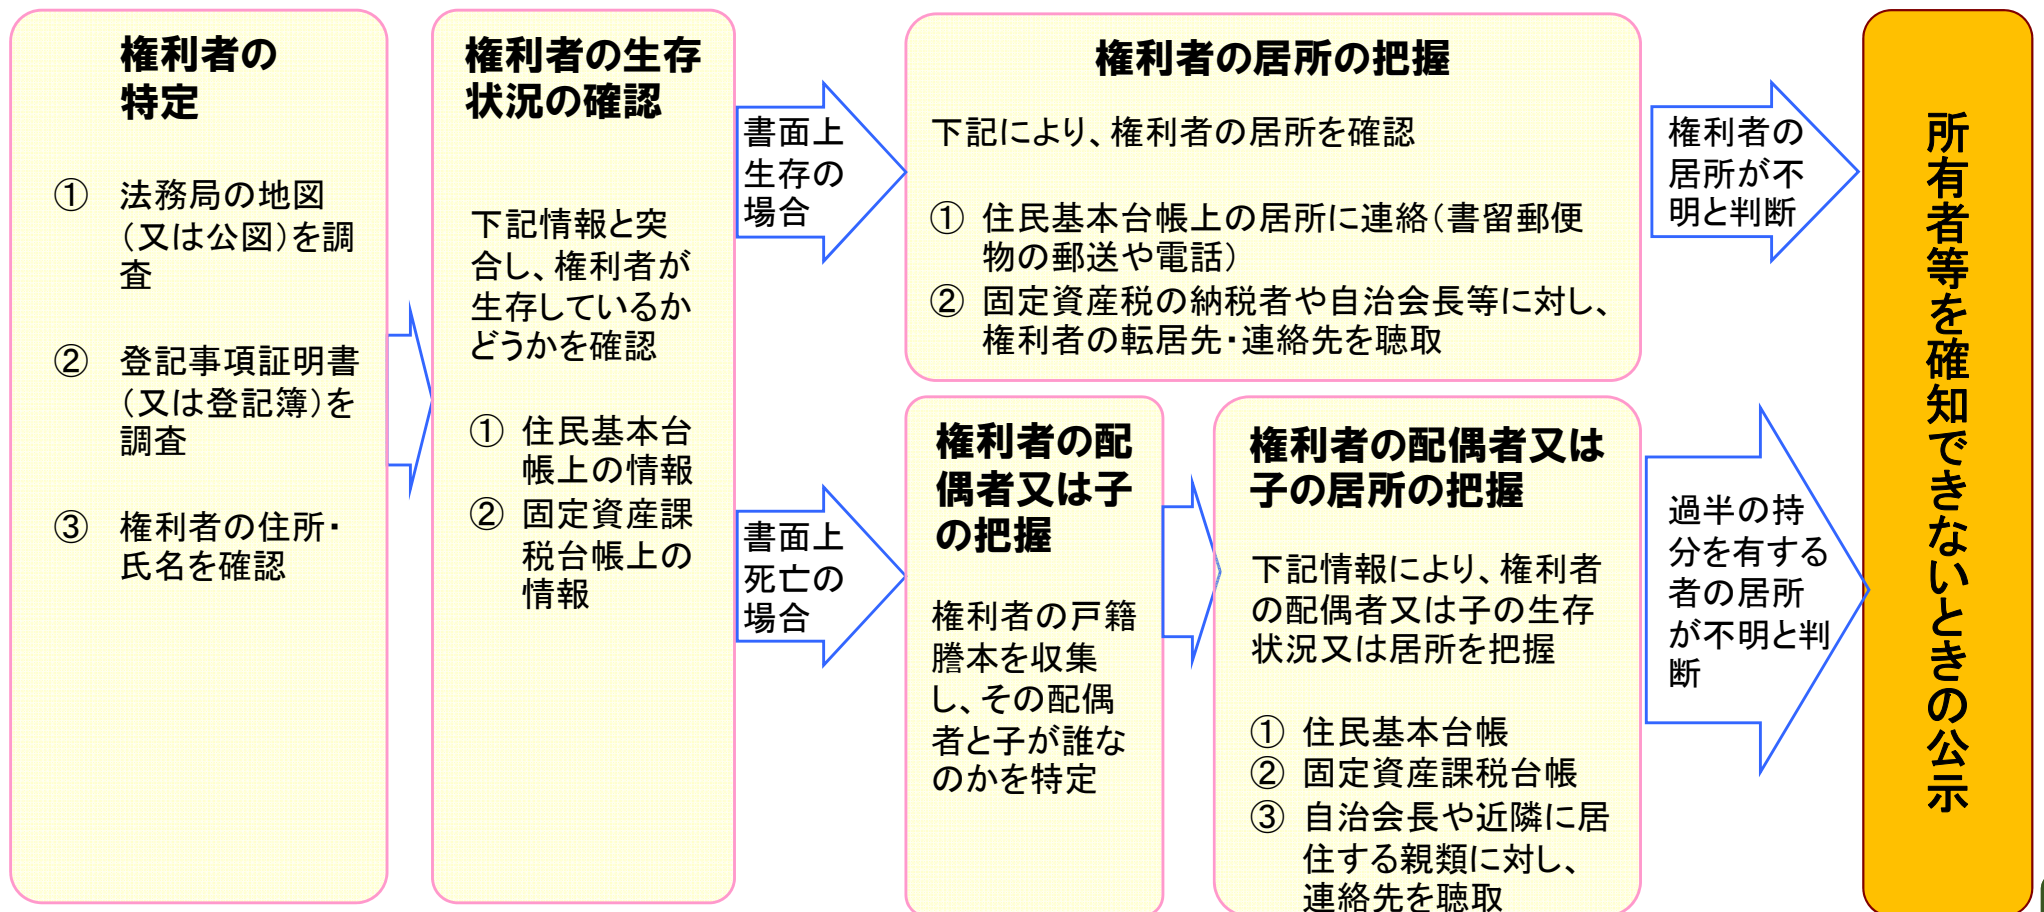 権利者の
特定
① 法務局の地図
(又は公図)を調
査
② 登記事項証明書
(又は登記簿)を
調査
③ 権利者の住所・
氏名を確認
権利者の生存
状況の確認
下記情報と突
合し、権利者が
生存しているか
どうかを確認
① 住民基本台
帳上の情報
② 固定資産課
税台帳上の
情報
書面上
生存の
場合
権利者の居所の把握
下記により、権利者の居所を確認
① 住民基本台帳上の居所に連絡(書留郵便
物の郵送や電話)
② 固定資産税の納税者や自治会長等に対し、
権利者の転居先・連絡先を聴取
権利者の
居所が不
明と判断
書面上
死亡の
場合
権利者の配
偶者又は子
の把握
権利者の戸籍
謄本を収集
し、その配偶
者と子が誰な
のかを特定
権利者の配偶者又は
子の居所の把握
下記情報により、権利者
の配偶者又は子の生存
状況又は居所を把握
① 住民基本台帳
② 固定資産課税台帳
③ 自治会長や近隣に居
住する親類に対し、
連絡先を聴取
過半の持
分を有する
者の居所
が不明と判
断
所有者等を確知できないときの公示